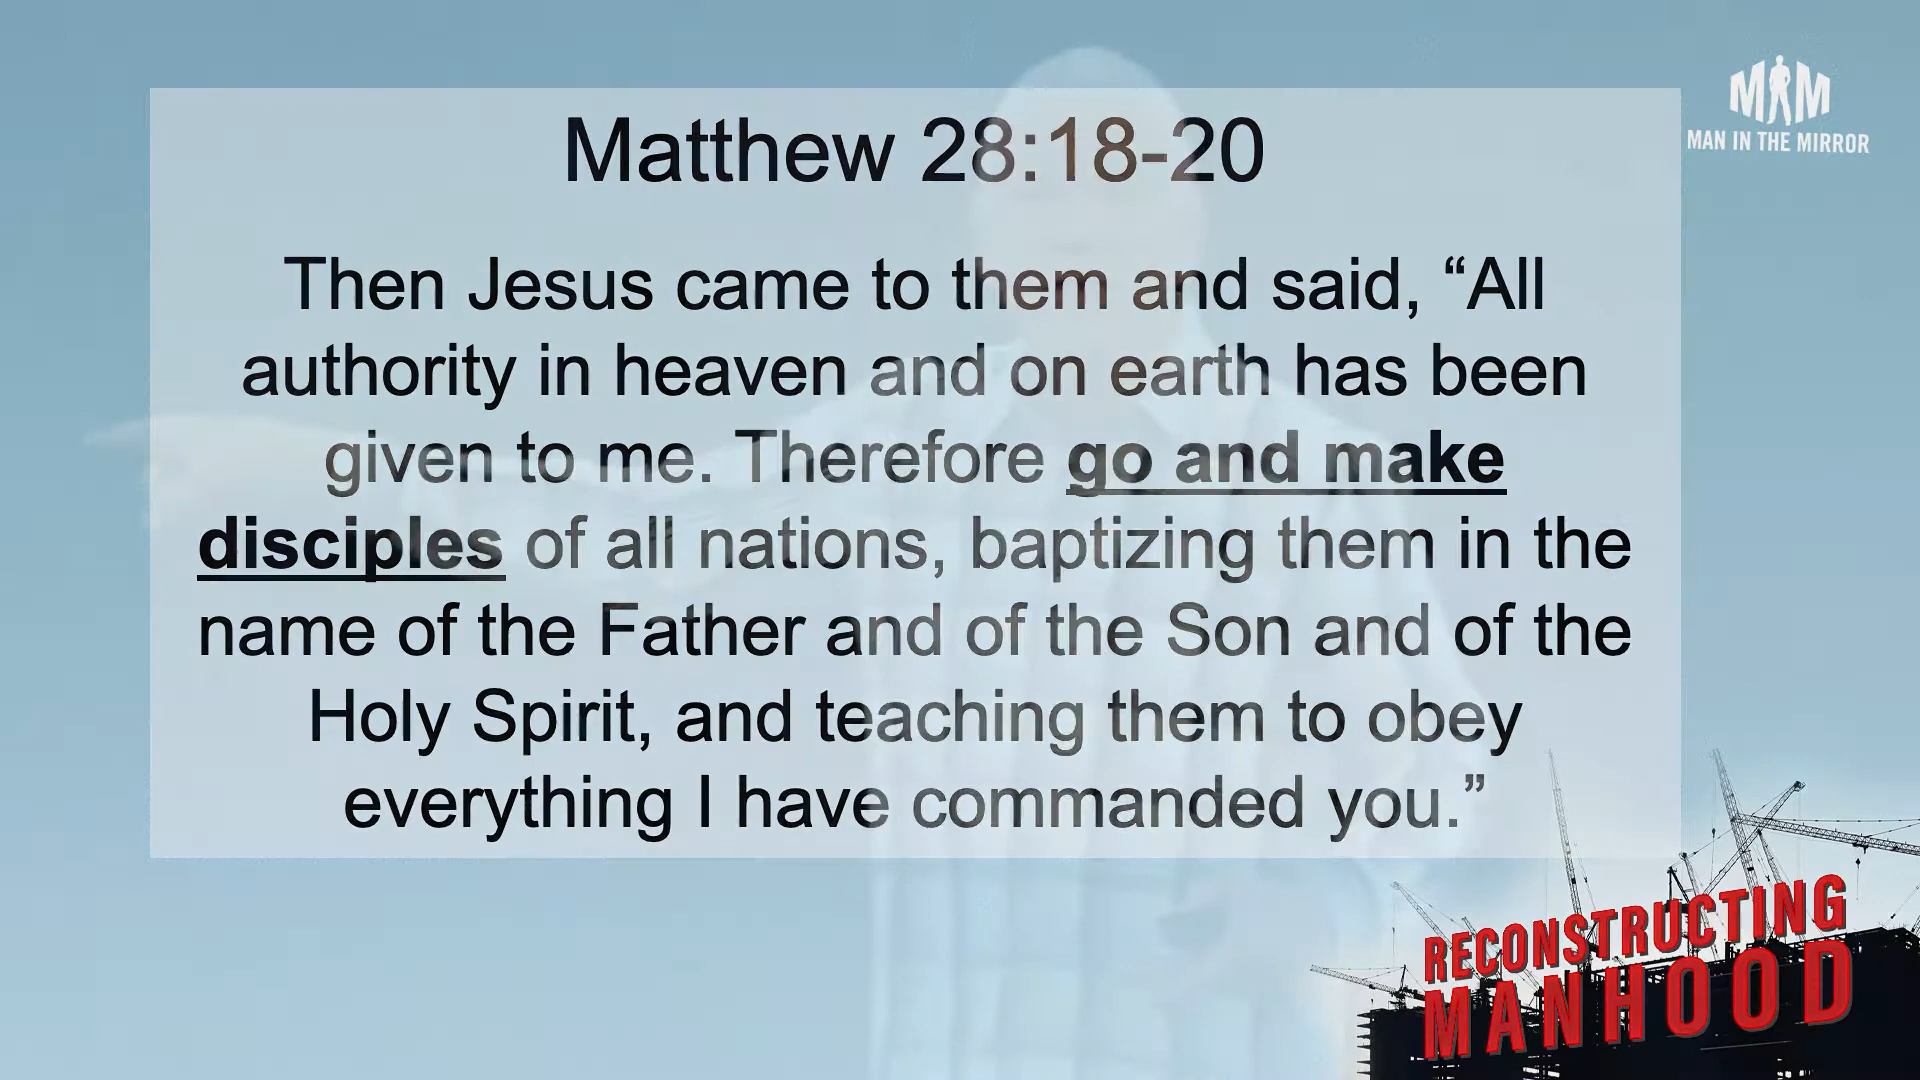 Matthew 28:18-20
Then Jesus came to them and said, “All
authority in heaven and on earth has been
given to me. Therefore go and make
disciples of all nations, baptizing them in the
name of the Father and of the Son and of the
Holy Spirit, and teaching them to obey
everything I have commanded you.”
MM
MAN IN THE MIRROR
RECONSTRUCTING
MANHOOD